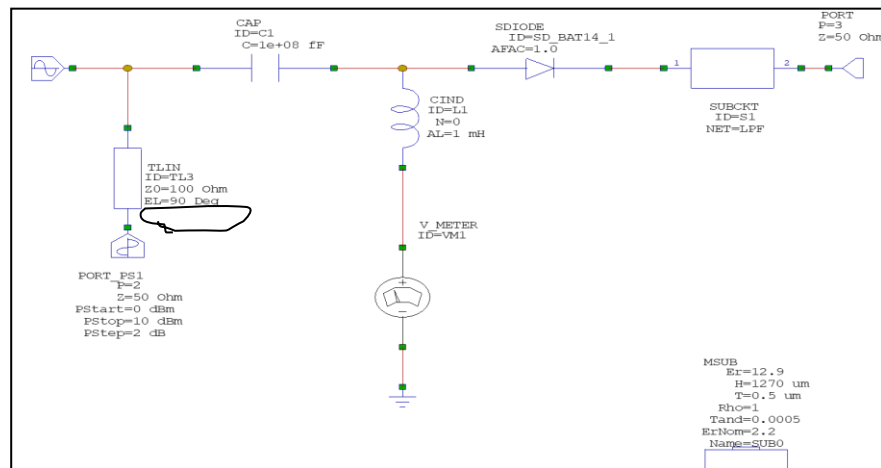 CAP
ID=C1
C=1e+08 fF
SDIODE
ID=SD_BAT14_1
AFAC=1.0
PORT
P=3
Z=50 Ohm
1
2
SUBCKT
ID=S1
NET=LPF
CIND
ID=L1
N=0
AL=1 mH
TLIN
ID=TL3
Z0=100 Ohm
EL=90 Deg
V_METER
ID=VM1
PORT_PS1
P=2
Z=50 Ohm
PStart=0 dBm
PStop=10 dBm
PStep=2 dB
MSUB
Er=12.9
H=1270 um
T=0.5 um
Rho=1
Tand=0.0005
ErNom=2.2
Name=SUB0